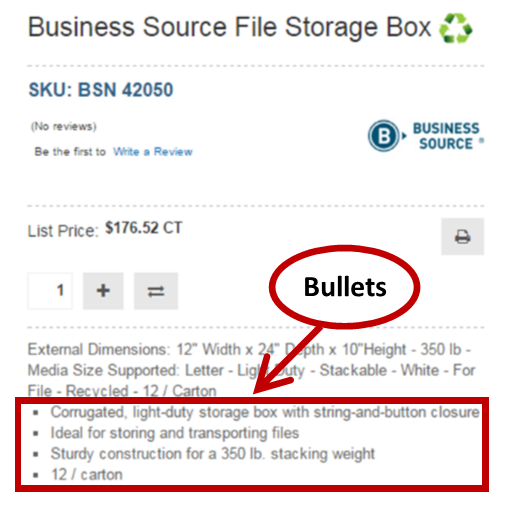 Business Source File Storage Box
SKU: BSN 42050
(No reviews)
Be the first to Write a Review
B BUSINESS
SOURCE ®
List Price: $176.52 CT
1
Bullets
External Dimensions: 12" Width x 24" Depth x 10"Height - 350 lb -
Media Size Supported: Letter - Light Duty - Stackable - White - For
File - Recycled - 12 / Carton
▪ Corrugated, light-duty storage box with string-and-button closure
▪ Ideal for storing and transporting files
▪ Sturdy construction for a 350 lb. stacking weight
▪ 12 / carton